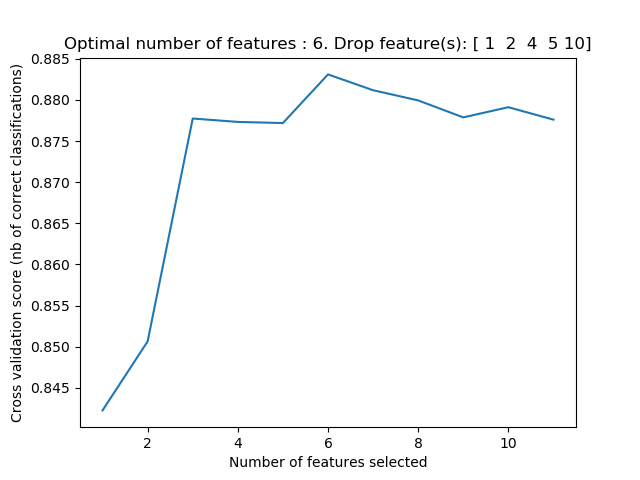 Optimal number of features : 6. Drop feature(s): [ 1  2  4  5 10]
0.885
0.880
0.875
0.870
0.865
0.860
0.855
0.850
0.845
Cross validation score (nb of correct classifications)
2 4 6 8 10
Number of features selected